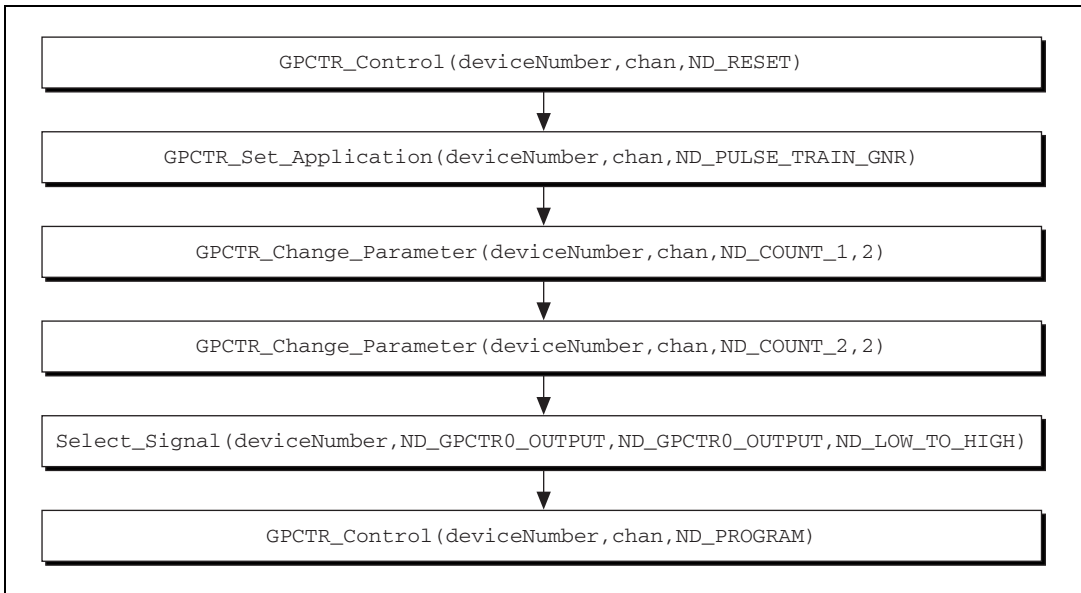 GPCTR_Control(deviceNumber,chan,ND_RESET)
GPCTR_Set_Application(deviceNumber,chan,ND_PULSE_TRAIN_GNR)
GPCTR_Change_Parameter(deviceNumber,chan,ND_COUNT_1,2)
GPCTR_Change_Parameter(deviceNumber,chan,ND_COUNT_2,2)
Select_Signal(deviceNumber,ND_GPCTR0_OUTPUT,ND_GPCTR0_OUTPUT,ND_LOW_TO_HIGH)
GPCTR_Control(deviceNumber,chan,ND_PROGRAM)